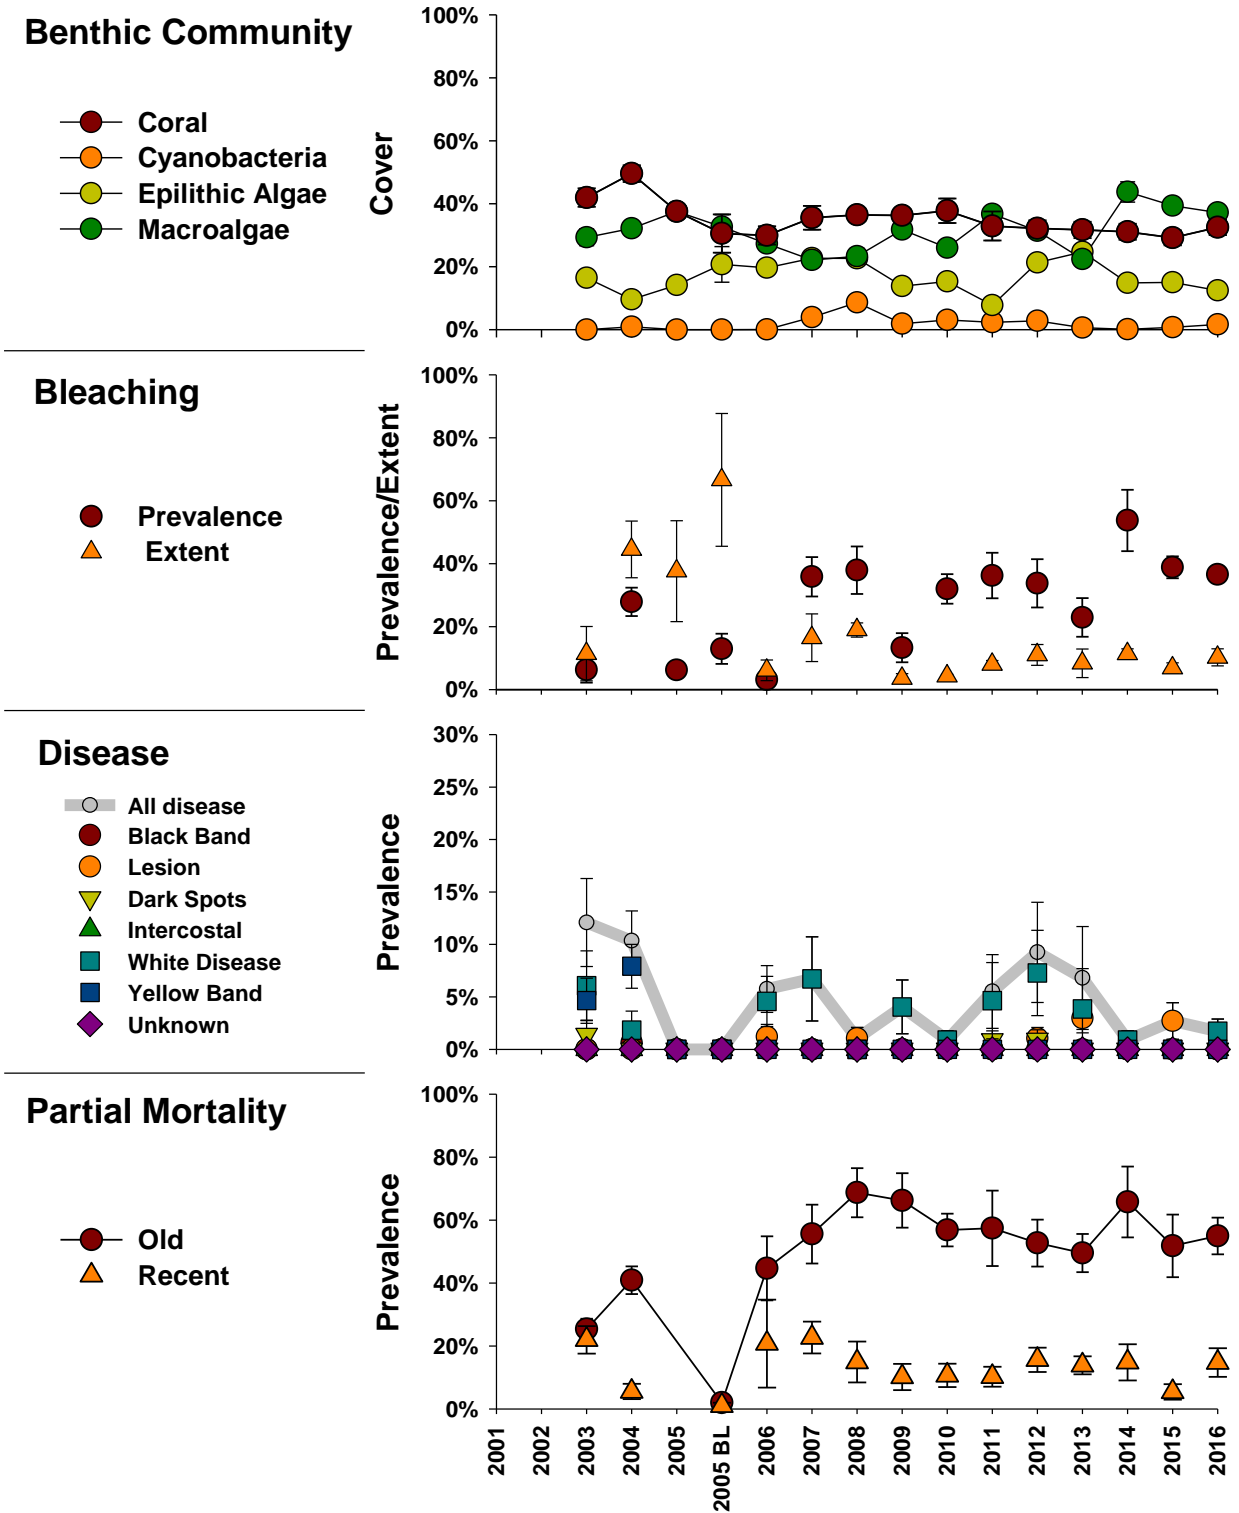 Benthic Community
Coral
Cyanobacteria
Epilithic Algae
Macroalgae
Cover
100%
80%
60%
40%
20%
0%
Bleaching
Prevalence
Extent
Prevalence/Extent
100%
80%
60%
40%
20%
0%
Disease
All disease
Black Band
Lesion
Dark Spots
Intercostal
White Disease
Yellow Band
Unknown
Prevalence
30%
25%
20%
15%
10%
5%
0%
Partial Mortality
Old
Recent
Prevalence
100%
80%
60%
40%
20%
0%
2001
2002
2003
2004
2005
2005 BL
2006
2007
2008
2009
2010
2011
2012
2013
2014
2015
2016